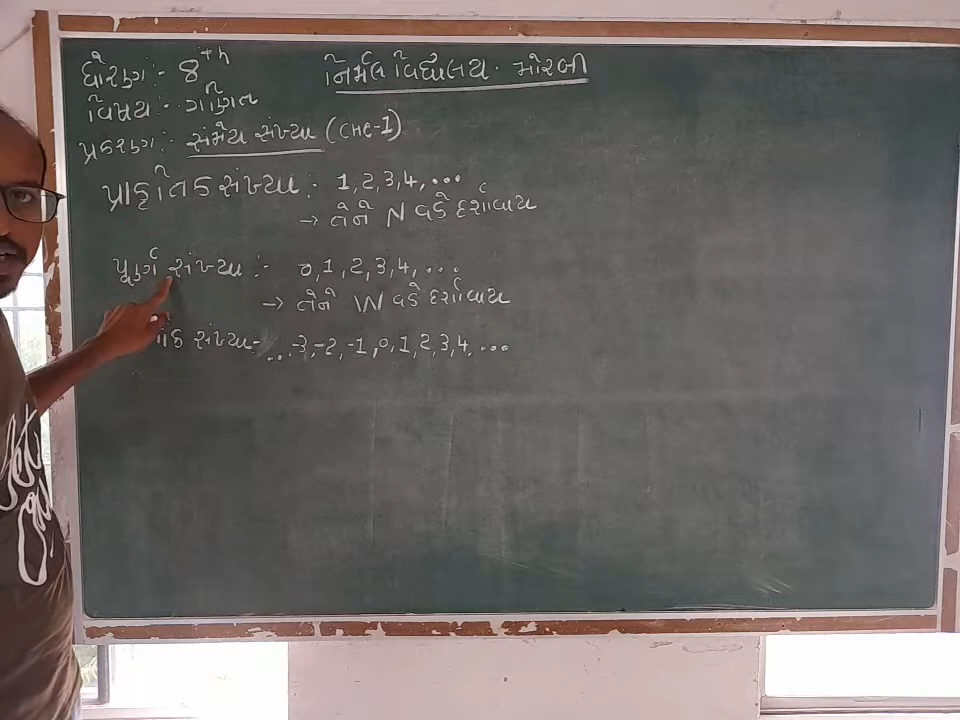 ધોરણ :- 8th
નિર્મલ વિદ્યાલય. મોરબી
વિષય :- ગણિત
પ્રકરણ :- સંમેય સંખ્યા (CHE-1)
પ્રાકૃતિક સંખ્યા :- 1, 2, 3, 4, ...
→ તેને N વડે દર્શાવાય
પૂર્ણ સંખ્યા :- 0, 1, 2, 3, 4, ...
→ તેને W વડે દર્શાવાય
સંખ્યા :- ... -3, -2, -1, 0, 1, 2, 3, 4, ...